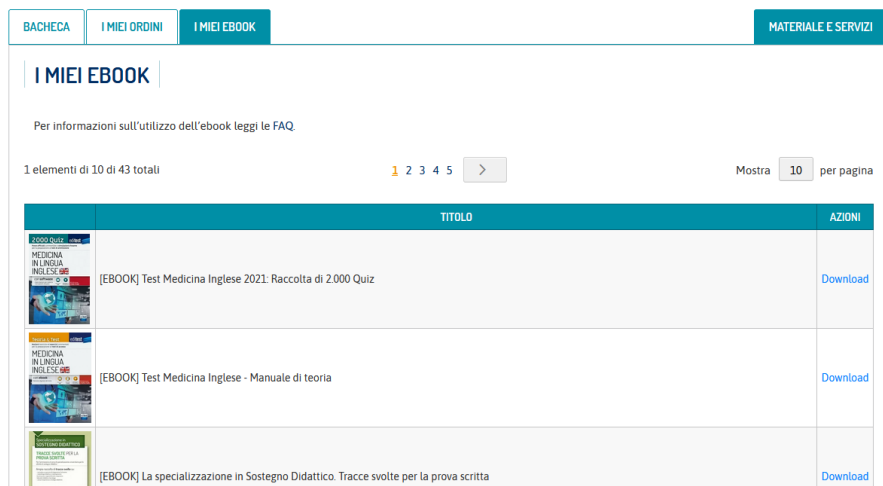 BACHECA
I MIEI ORDINI
I MIEI EBOOK
MATERIALE E SERVIZI
I MIEI EBOOK
Per informazioni sull'utilizzo dell'ebook leggi le FAQ.
1 elementi di 10 di 43 totali
1 2 3 4 5 >
Mostra 10 per pagina
TITOLO
AZIONI
2000 Quiz
MEDICINA
IN LINGUA
INGLESE
[EBOOK] Test Medicina Inglese 2021: Raccolta di 2.000 Quiz
Download
MEDICINA
IN LINGUA
INGLESE
[EBOOK] Test Medicina Inglese - Manuale di teoria
Download
SOSTEGNO DIDATTICO
TRACCE SVOLTE PER LA
PROVA SCRITTA
[EBOOK] La specializzazione in Sostegno Didattico. Tracce svolte per la prova scritta
Download